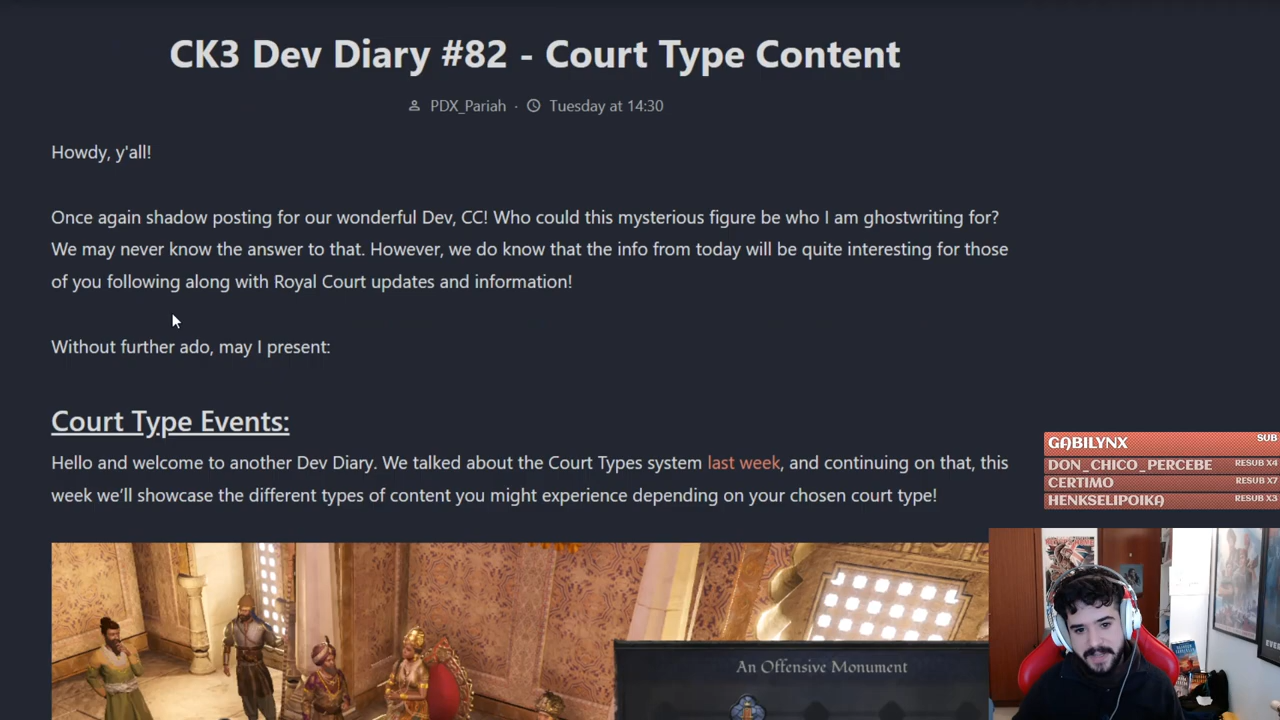 CK3 Dev Diary #82 - Court Type Content
PDX_Pariah · Tuesday at 14:30
Howdy, y'all!
Once again shadow posting for our wonderful Dev, CC! Who could this mysterious figure be who I am ghostwriting for?
We may never know the answer to that. However, we do know that the info from today will be quite interesting for those
of you following along with Royal Court updates and information!
Without further ado, may I present:
Court Type Events:
Hello and welcome to another Dev Diary. We talked about the Court Types system last week, and continuing on that, this
week we'll showcase the different types of content you might experience depending on your chosen court type!
An Offensive Monument
GABILYNX SUB
DON_CHICO_PERCEBE RESUB X4
CERTIMO RESUB X7
HENKSELIPOIKA RESUB X3